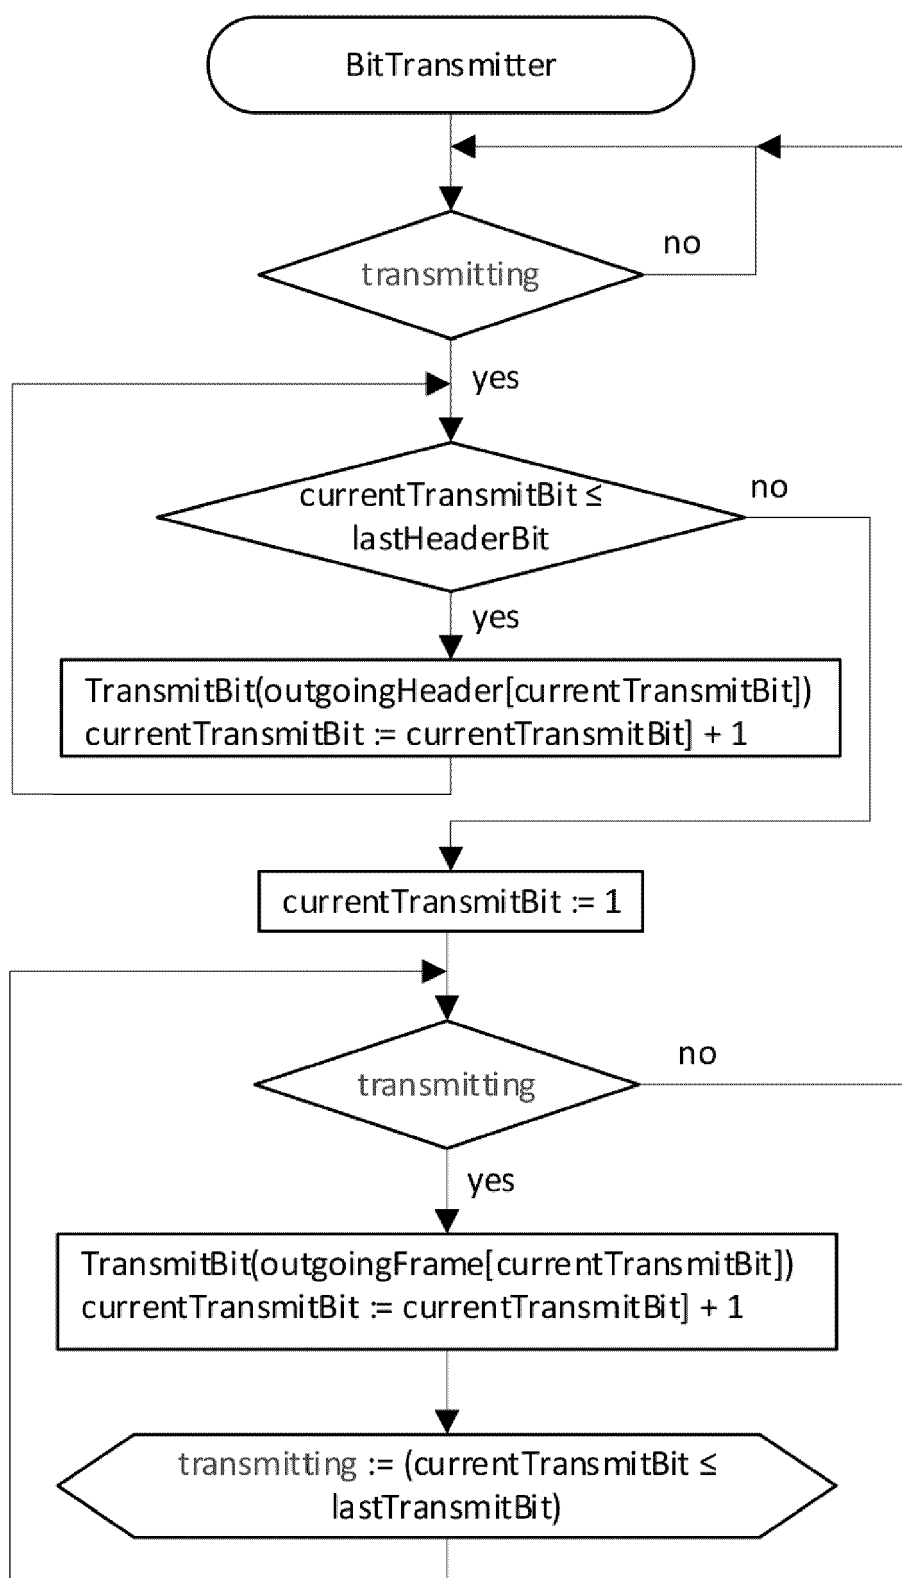 BitTransmitter
transmitting
no
yes
currentTransmitBit ≤
lastHeaderBit
no
yes
TransmitBit(outgoingHeader[currentTransmitBit])
currentTransmitBit := currentTransmitBit] + 1
currentTransmitBit := 1
transmitting
no
yes
TransmitBit(outgoingFrame[currentTransmitBit])
currentTransmitBit := currentTransmitBit] + 1
transmitting := (currentTransmitBit ≤
lastTransmitBit)